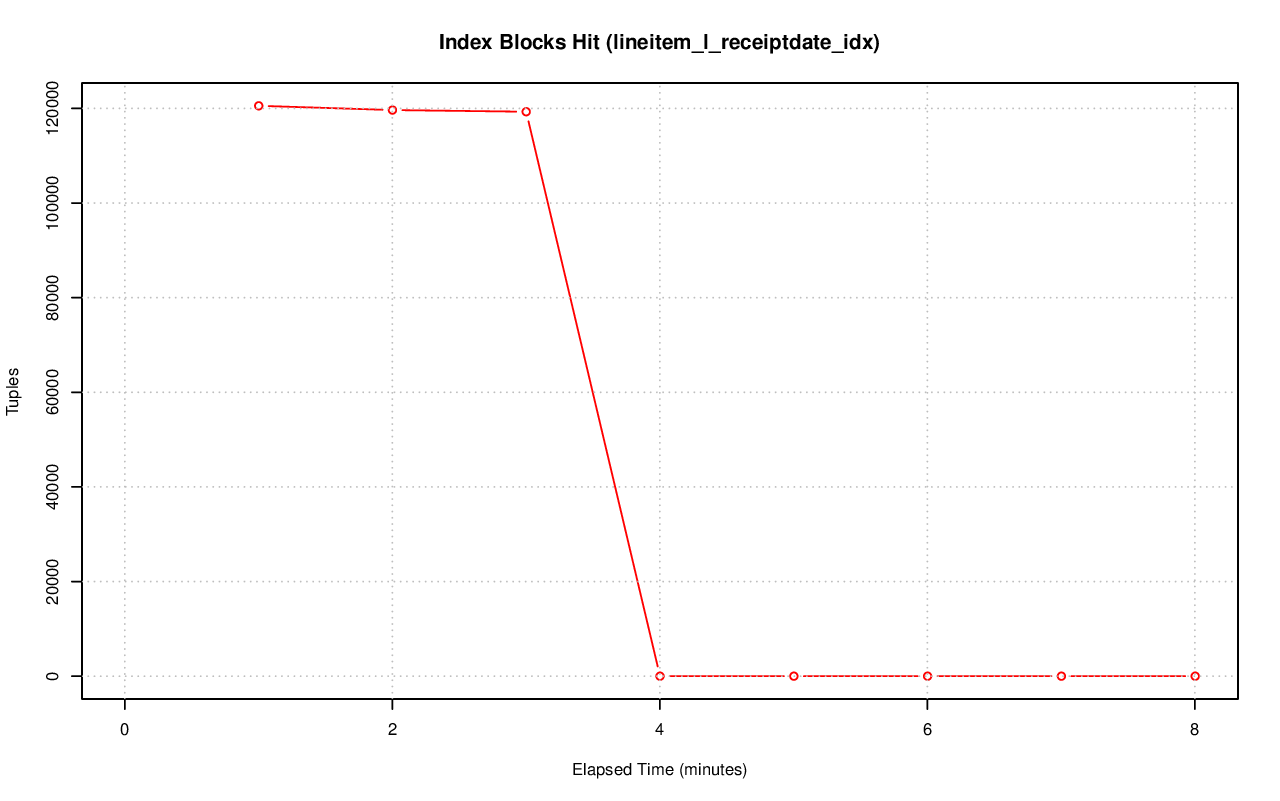 Index Blocks Hit (lineitem_l_receiptdate_idx)
120000
100000
80000
60000
40000
20000
0
Tuples
0 2 4 6 8
Elapsed Time (minutes)